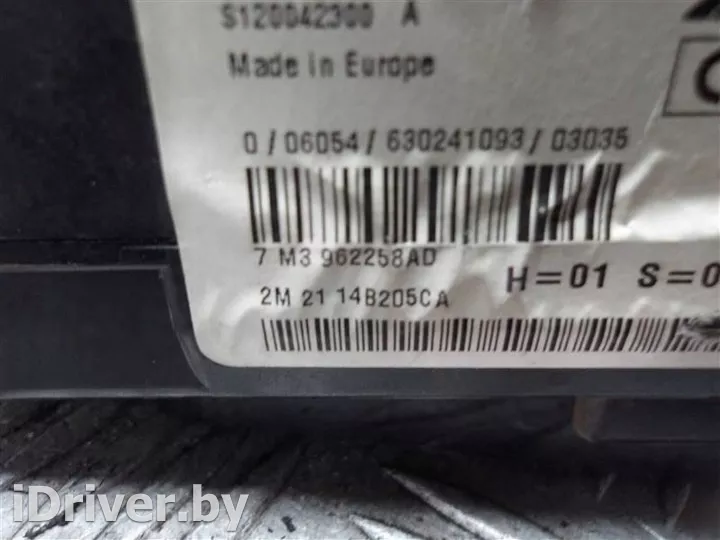 S120042300 A
Made in Europe
0 / 06054 / 630241093 / 03035
7 M3 962258AD
2M 21 14B205CA
H=01 S=0
iDriver.by